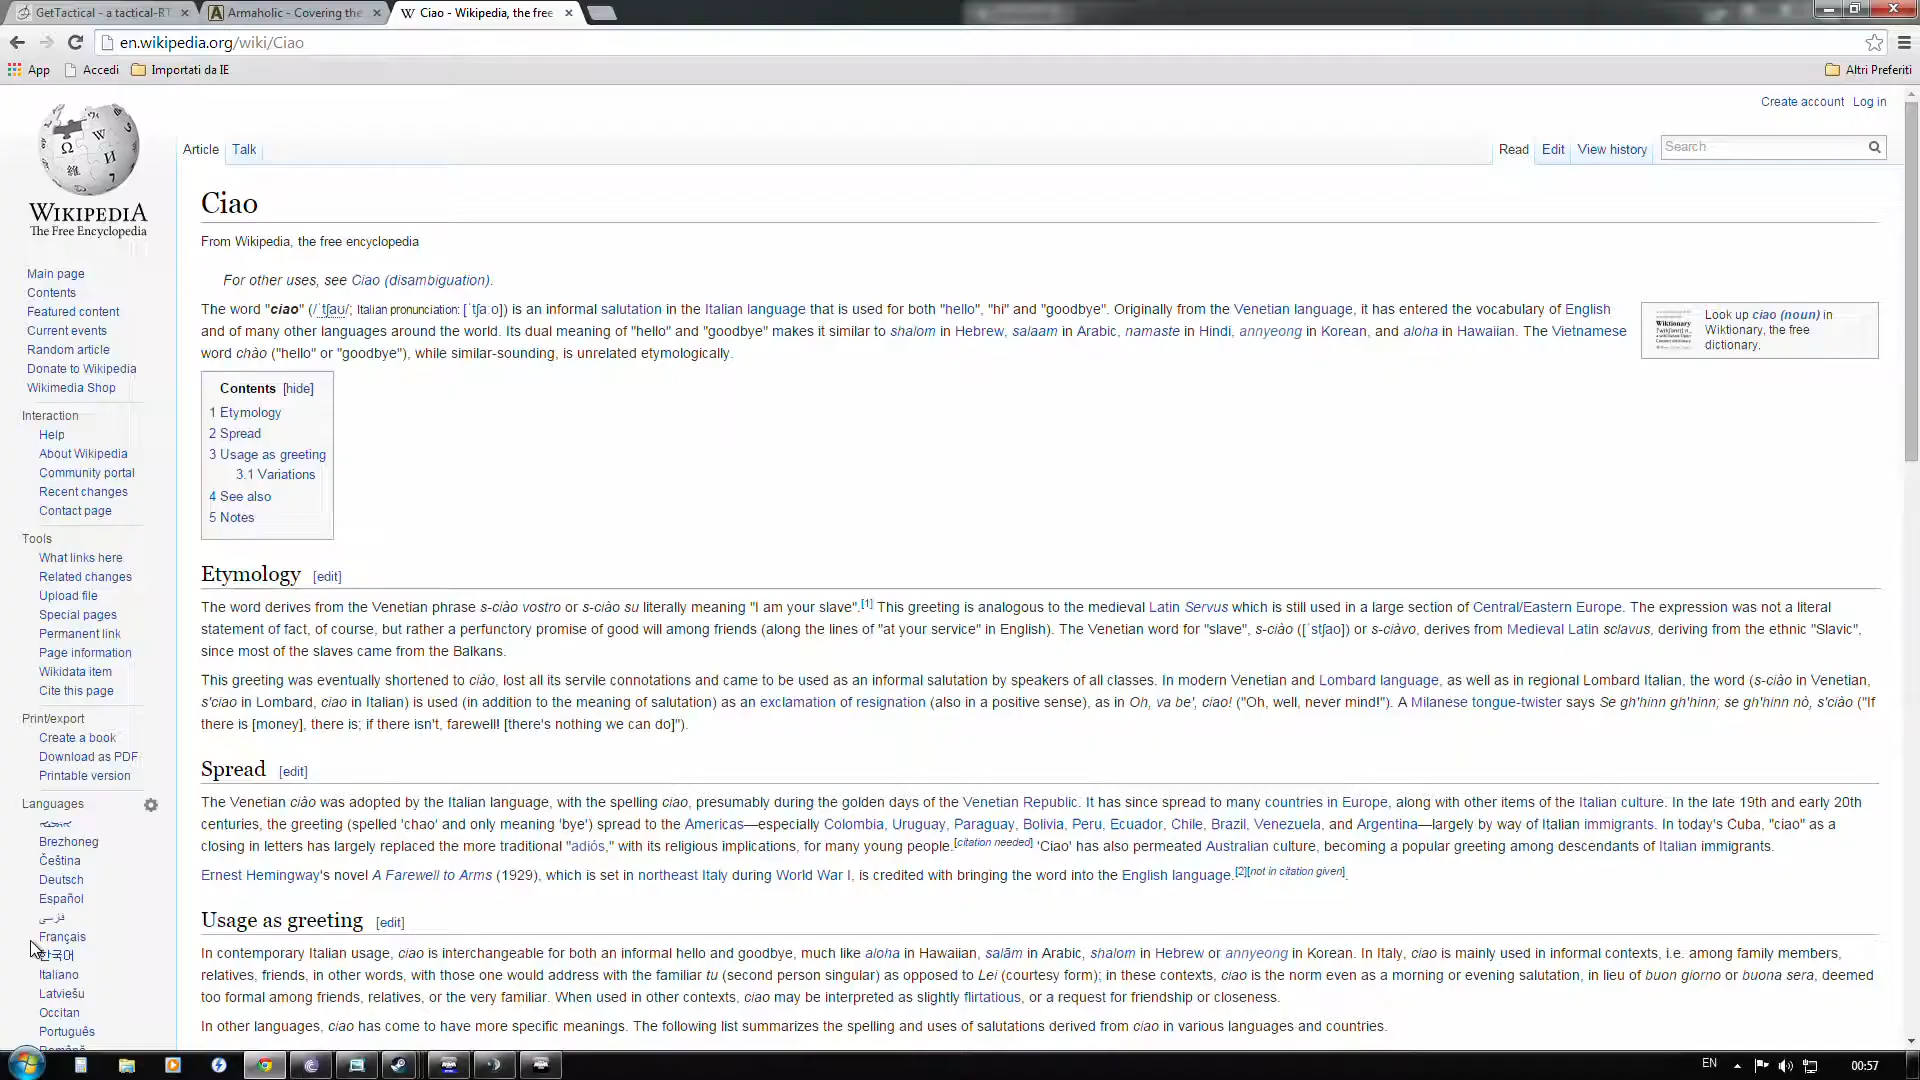 GetTactical - a tactical-RT
Armaholic - Covering the
Ciao - Wikipedia, the free
en.wikipedia.org/wiki/Ciao
App
Accedi
Importati da IE
Altri Preferiti
Create account Log in
WIKIPEDIA
The Free Encyclopedia
Article Talk
Read Edit View history
Search
Main page
Contents
Featured content
Current events
Random article
Donate to Wikipedia
Wikimedia Shop
Interaction
Help
About Wikipedia
Community portal
Recent changes
Contact page
Tools
What links here
Related changes
Upload file
Special pages
Permanent link
Page information
Wikidata item
Cite this page
Print/export
Create a book
Download as PDF
Printable version
Languages
Brezhoneg
Čeština
Deutsch
Español
فارسی
Français
한국어
Italiano
Latviešu
Occitan
Português
Ciao
From Wikipedia, the free encyclopedia
For other uses, see Ciao (disambiguation).
The word "ciao" (/ˈtʃaʊ/; Italian pronunciation: [ˈtʃa.o]) is an informal salutation in the Italian language that is used for both "hello", "hi" and "goodbye". Originally from the Venetian language, it has entered the vocabulary of English
and of many other languages around the world. Its dual meaning of "hello" and "goodbye" makes it similar to shalom in Hebrew, salaam in Arabic, namaste in Hindi, annyeong in Korean, and aloha in Hawaiian. The Vietnamese
word chào ("hello" or "goodbye"), while similar-sounding, is unrelated etymologically.
Wiktionary
Look up ciao (noun) in
Wiktionary, the free
dictionary.
Contents [hide]
1 Etymology
2 Spread
3 Usage as greeting
3.1 Variations
4 See also
5 Notes
Etymology [edit]
The word derives from the Venetian phrase s-ciào vostro or s-ciào su literally meaning "I am your slave".[1] This greeting is analogous to the medieval Latin Servus which is still used in a large section of Central/Eastern Europe. The expression was not a literal
statement of fact, of course, but rather a perfunctory promise of good will among friends (along the lines of "at your service" in English). The Venetian word for "slave", s-ciào ([ˈstʃao]) or s-ciàvo, derives from Medieval Latin sclavus, deriving from the ethnic "Slavic",
since most of the slaves came from the Balkans.
This greeting was eventually shortened to ciào, lost all its servile connotations and came to be used as an informal salutation by speakers of all classes. In modern Venetian and Lombard language, as well as in regional Lombard Italian, the word (s-ciào in Venetian,
s'ciao in Lombard, ciao in Italian) is used (in addition to the meaning of salutation) as an exclamation of resignation (also in a positive sense), as in Oh, va be', ciao! ("Oh, well, never mind!"). A Milanese tongue-twister says Se gh'hinn gh'hinn; se gh'hinn nò, s'ciào ("If
there is [money], there is; if there isn't, farewell! [there's nothing we can do]").
Spread [edit]
The Venetian ciào was adopted by the Italian language, with the spelling ciao, presumably during the golden days of the Venetian Republic. It has since spread to many countries in Europe, along with other items of the Italian culture. In the late 19th and early 20th
centuries, the greeting (spelled 'chao' and only meaning 'bye') spread to the Americas—especially Colombia, Uruguay, Paraguay, Bolivia, Peru, Ecuador, Chile, Brazil, Venezuela, and Argentina—largely by way of Italian immigrants. In today's Cuba, "ciao" as a
closing in letters has largely replaced the more traditional "adiós," with its religious implications, for many young people.[citation needed] 'Ciao' has also permeated Australian culture, becoming a popular greeting among descendants of Italian immigrants.
Ernest Hemingway's novel A Farewell to Arms (1929), which is set in northeast Italy during World War I, is credited with bringing the word into the English language.[2][not in citation given].
Usage as greeting [edit]
In contemporary Italian usage, ciao is interchangeable for both an informal hello and goodbye, much like aloha in Hawaiian, salām in Arabic, shalom in Hebrew or annyeong in Korean. In Italy, ciao is mainly used in informal contexts, i.e. among family members,
relatives, friends, in other words, with those one would address with the familiar tu (second person singular) as opposed to Lei (courtesy form); in these contexts, ciao is the norm even as a morning or evening salutation, in lieu of buon giorno or buona sera, deemed
too formal among friends, relatives, or the very familiar. When used in other contexts, ciao may be interpreted as slightly flirtatious, or a request for friendship or closeness.
In other languages, ciao has come to have more specific meanings. The following list summarizes the spelling and uses of salutations derived from ciao in various languages and countries.
EN
00:57